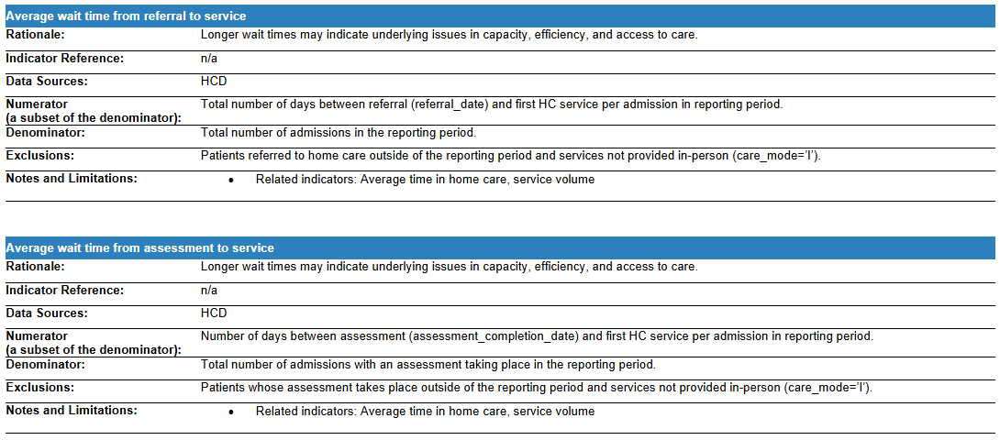 Average wait time from referral to service
Rationale: Longer wait times may indicate underlying issues in capacity, efficiency, and access to care.
Indicator Reference: n/a
Data Sources: HCD
Numerator Total number of days between referral (referral_date) and first HC service per admission in reporting period.
(a subset of the denominator):
Denominator: Total number of admissions in the reporting period.
Exclusions: Patients referred to home care outside of the reporting period and services not provided in-person (care_mode='I').
Notes and Limitations: • Related indicators: Average time in home care, service volume
Average wait time from assessment to service
Rationale: Longer wait times may indicate underlying issues in capacity, efficiency, and access to care.
Indicator Reference: n/a
Data Sources: HCD
Numerator Number of days between assessment (assessment_completion_date) and first HC service per admission in reporting period.
(a subset of the denominator):
Denominator: Total number of admissions with an assessment taking place in the reporting period.
Exclusions: Patients whose assessment takes place outside of the reporting period and services not provided in-person (care_mode='I').
Notes and Limitations: • Related indicators: Average time in home care, service volume